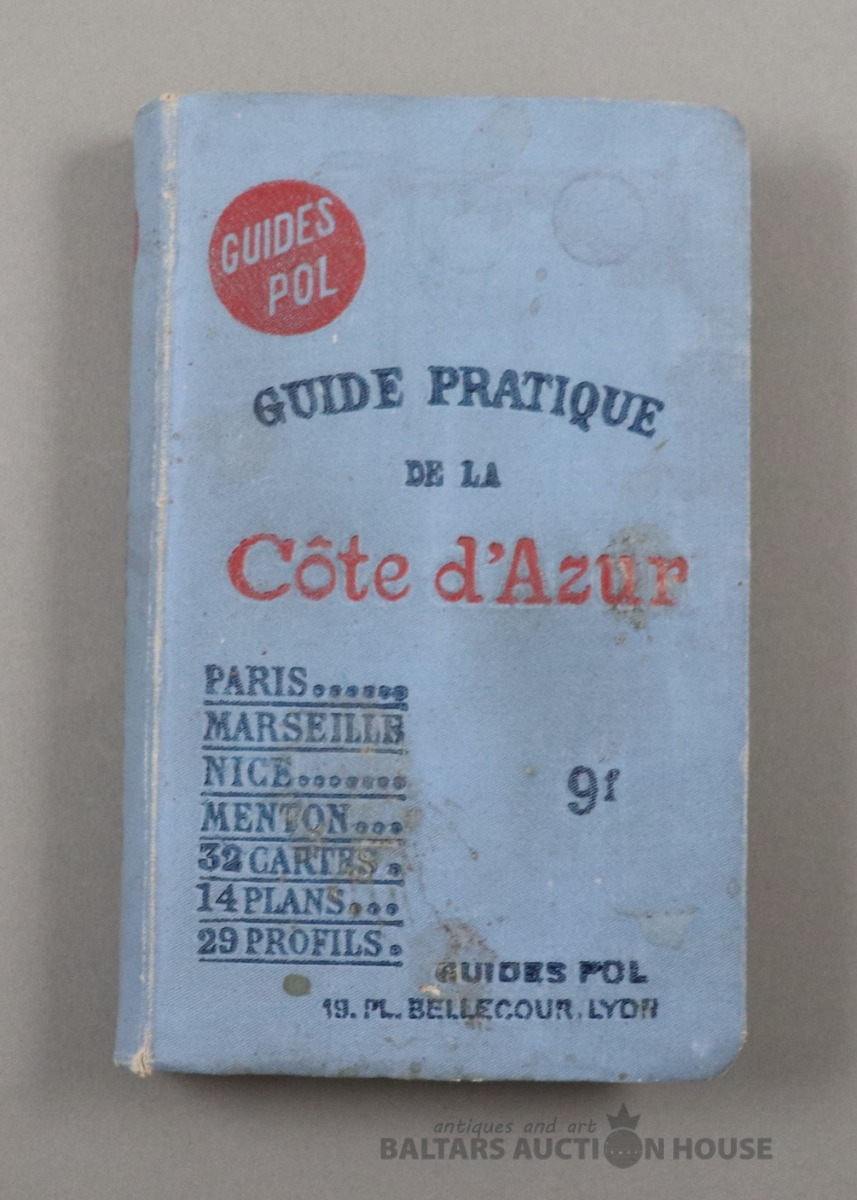 GUIDES
POL
GUIDE PRATIQUE
DE LA
Côte d'Azur
PARIS......
MARSEILLE
NICE.......
MENTON...
32 CARTES.
14 PLANS...
29 PROFILS.
9f
GUIDES POL
19. PL. BELLECOUR. LYON
antiques and art
BALTARS AUCTION HOUSE